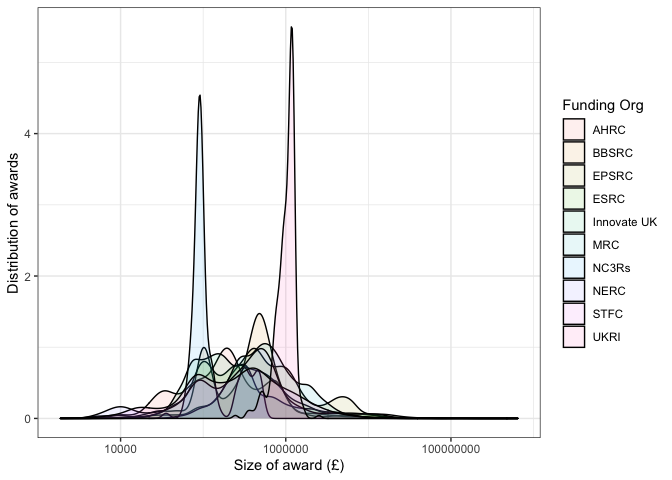 Distribution of awards
4
2
0
10000
1000000
100000000
Size of award (£)
Funding Org
AHRC
BBSRC
EPSRC
ESRC
Innovate UK
MRC
NC3Rs
NERC
STFC
UKRI